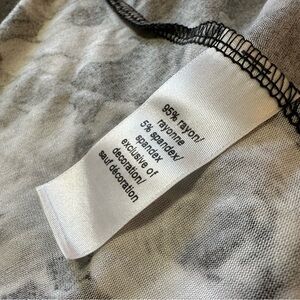 95% rayon/
rayonne
5% spandex/
spandex
exclusive of
decoration/
sauf décoration